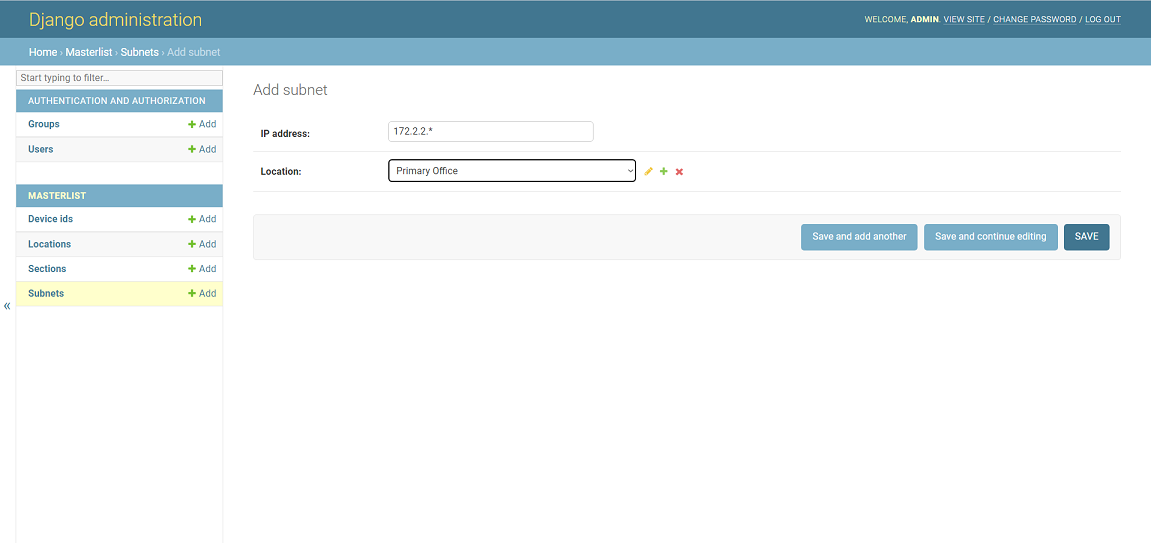 Django administration
WELCOME, ADMIN. VIEW SITE / CHANGE PASSWORD / LOG OUT
Home › Masterlist › Subnets › Add subnet
Start typing to filter...
AUTHENTICATION AND AUTHORIZATION
Groups + Add
Users + Add
MASTERLIST
Device ids + Add
Locations + Add
Sections + Add
Subnets + Add
«
Add subnet
IP address: 172.2.2.*
Location: Primary Office
Save and add another Save and continue editing SAVE